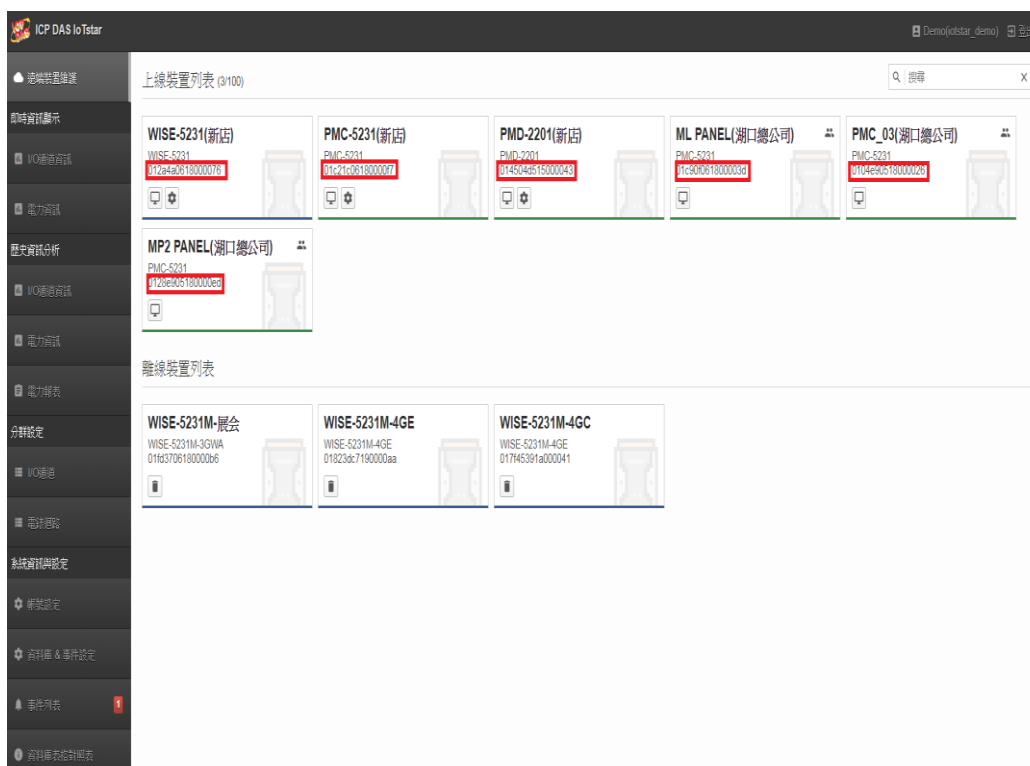 ICP DAS IoTstar
Demo(iotstar_demo)
遠端裝置維護
即時資訊顯示
I/O通道資訊
電力資訊
歷史資訊分析
I/O通道資訊
電力資訊
電力報表
分群設定
I/O通道
電錶迴路
系統資訊與設定
帳號設定
資料庫 & 事件設定
事件列表
1
資料庫表格對照表
上線裝置列表 (3/100)
搜尋
X
WISE-5231(新店)
WISE-5231
012a4a0618000076
PMC-5231(新店)
PMC-5231
01c21c06180000f7
PMD-2201(新店)
PMD-2201
014504d515000043
ML PANEL(湖口總公司)
PMC-5231
01c90f061800003d
PMC_03(湖口總公司)
PMC-5231
0104e90518000026
MP2 PANEL(湖口總公司)
PMC-5231
0128e905180000ed
離線裝置列表
WISE-5231M-展会
WISE-5231M-3GWA
01fd3706180000b6
WISE-5231M-4GE
WISE-5231M-4GE
01823dc7190000aa
WISE-5231M-4GC
WISE-5231M-4GE
017f45391a000041